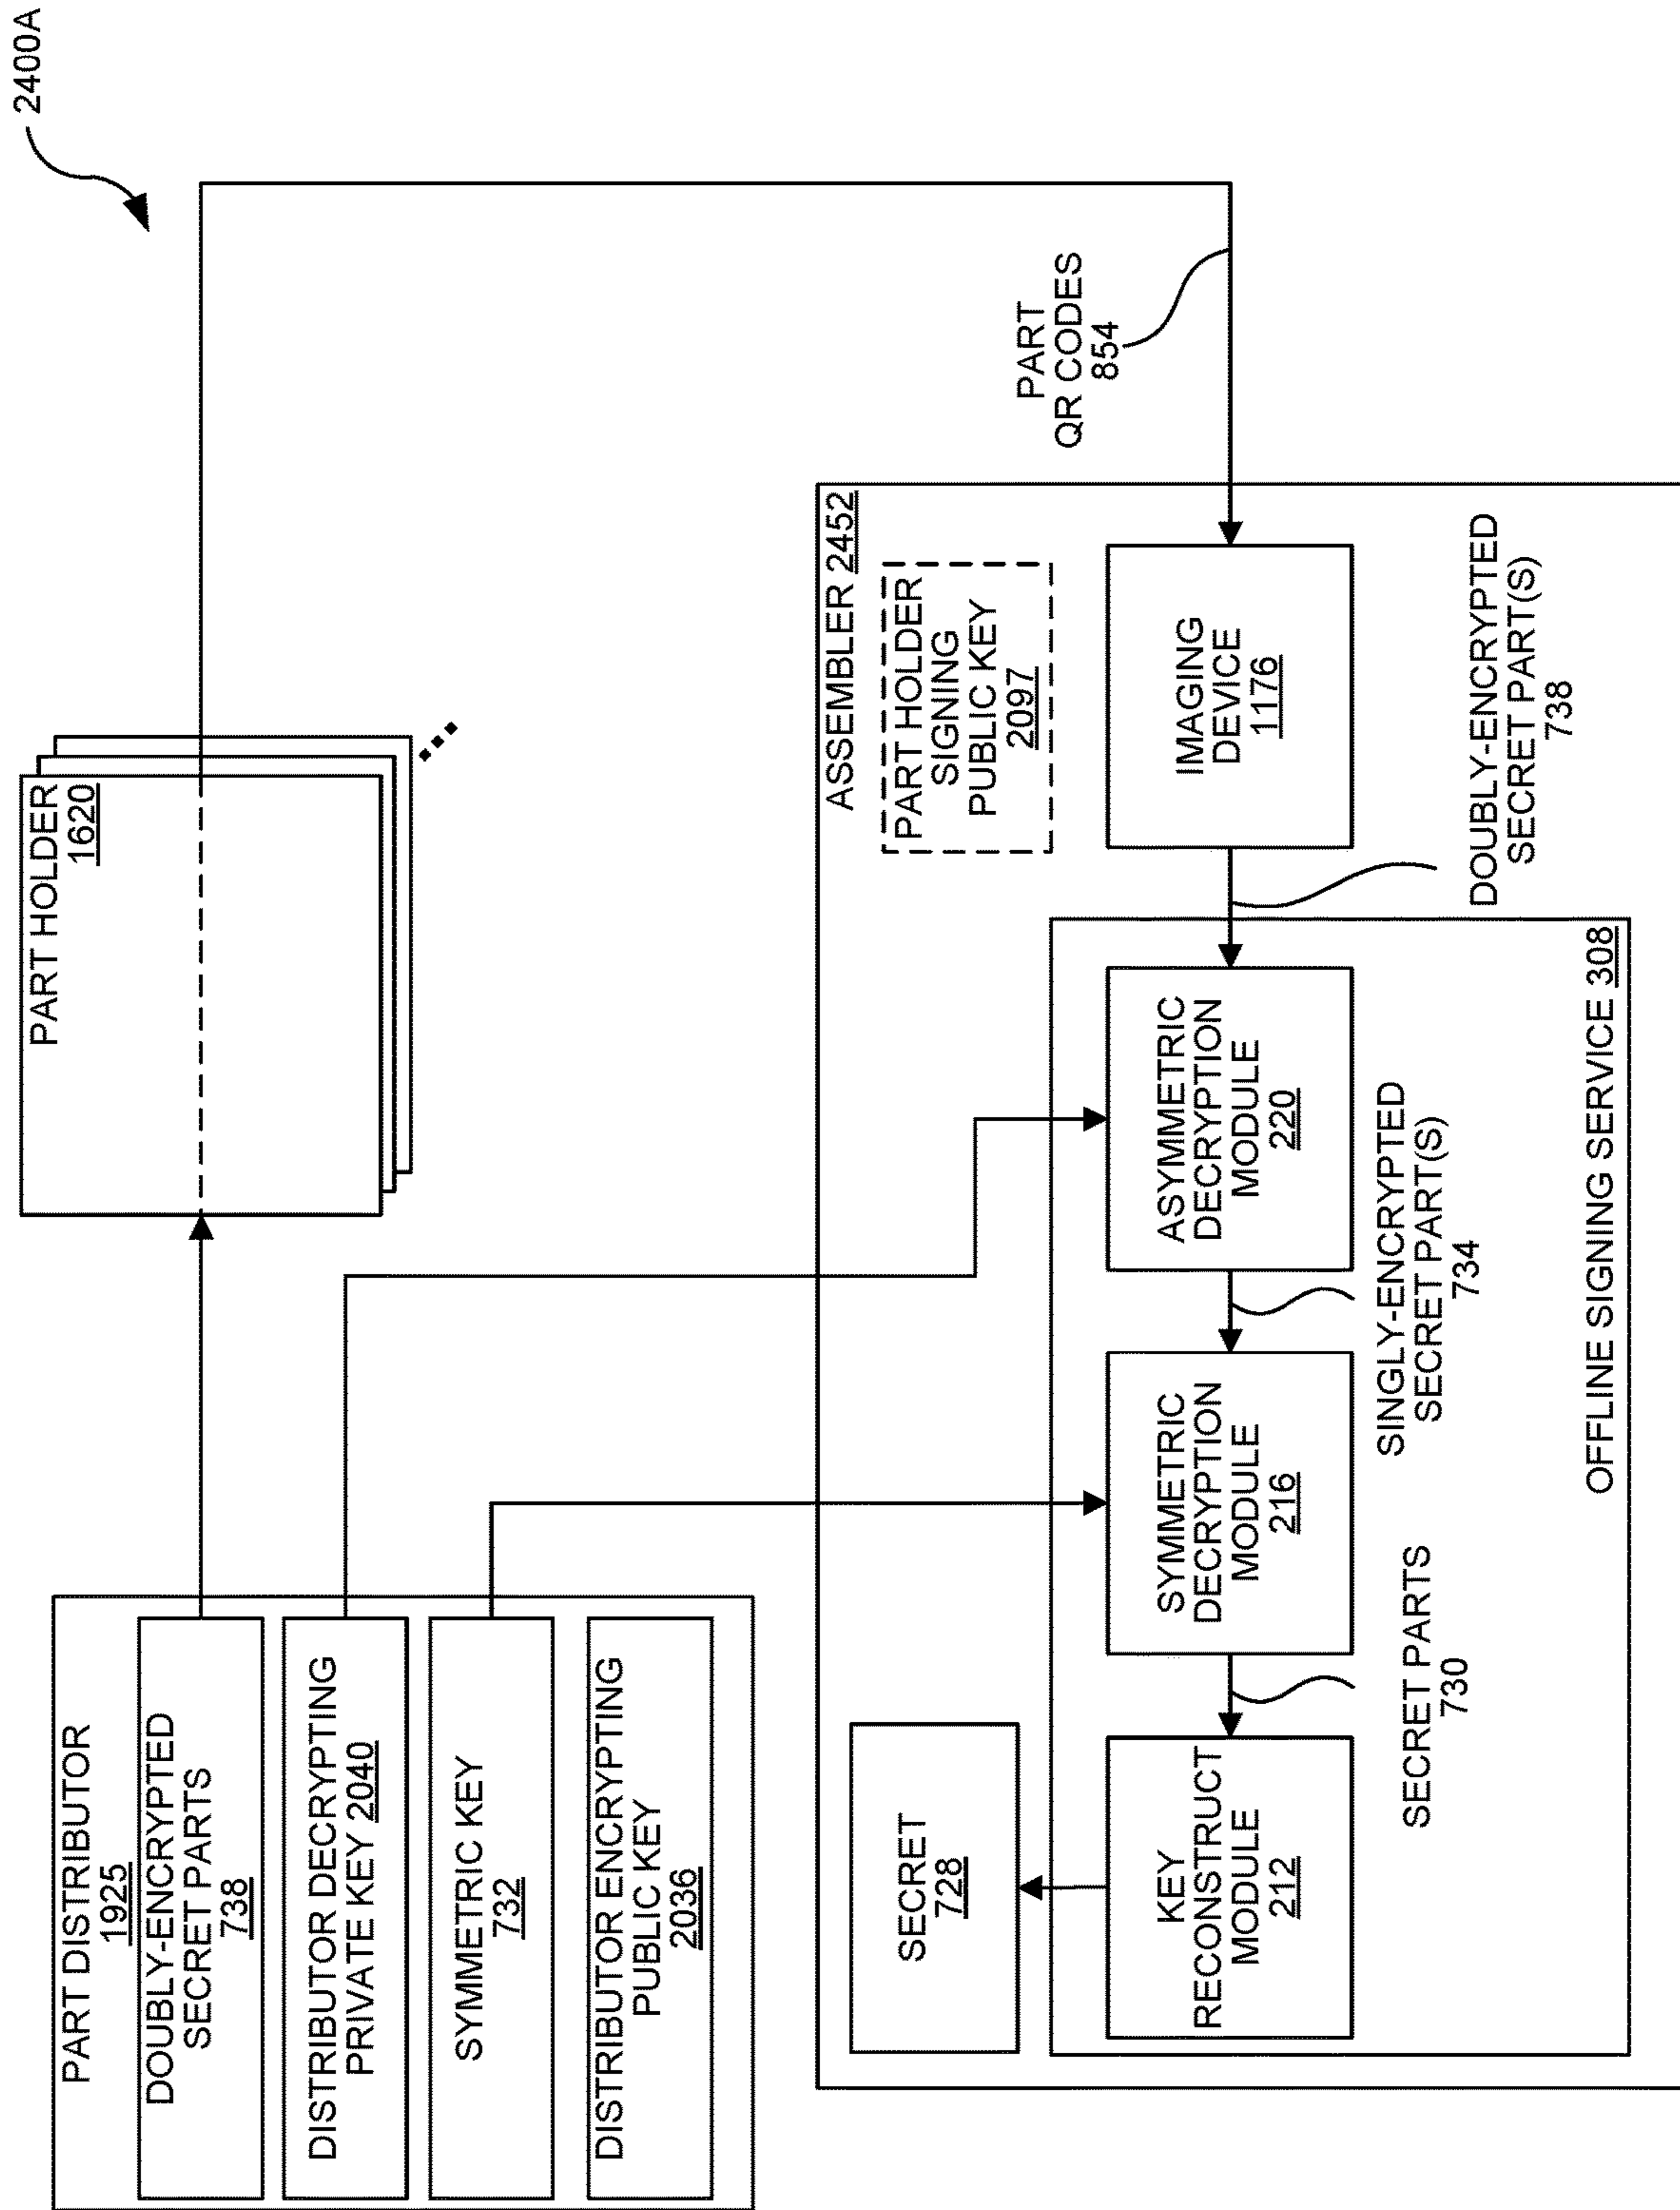 2400A
PART DISTRIBUTOR
1925
DOUBLY-ENCRYPTED
SECRET PARTS
738
DISTRIBUTOR DECRYPTING
PRIVATE KEY 2040
SYMMETRIC KEY
732
DISTRIBUTOR ENCRYPTING
PUBLIC KEY
2036
PART HOLDER
1620
PART
QR CODES
854
ASSEMBLER 2452
PART HOLDER
SIGNING
PUBLIC KEY
2097
SECRET
728
IMAGING
DEVICE
1176
DOUBLY-ENCRYPTED
SECRET PART(S)
738
ASYMMETRIC
DECRYPTION
MODULE
220
SINGLY-ENCRYPTED
SECRET PART(S)
734
SYMMETRIC
DECRYPTION
MODULE
216
SECRET PARTS
730
KEY
RECONSTRUCT
MODULE
212
OFFLINE SIGNING SERVICE 308